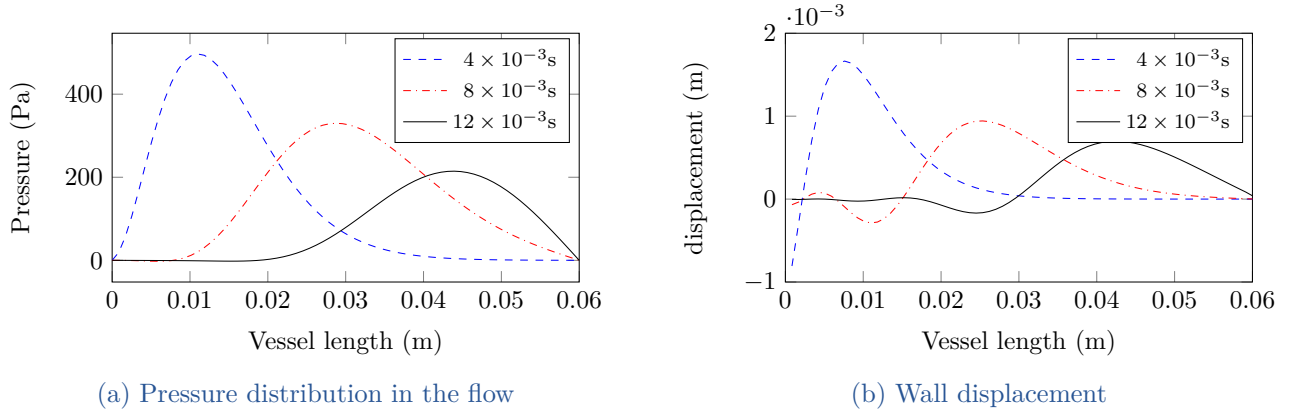 0
200
400
Pressure (Pa)
4 × 10⁻³s
8 × 10⁻³s
12 × 10⁻³s
0 0.01 0.02 0.03 0.04 0.05 0.06
Vessel length (m)
(a) Pressure distribution in the flow
·10⁻³
2
1
0
−1
displacement (m)
4 × 10⁻³s
8 × 10⁻³s
12 × 10⁻³s
0 0.01 0.02 0.03 0.04 0.05 0.06
Vessel length (m)
(b) Wall displacement